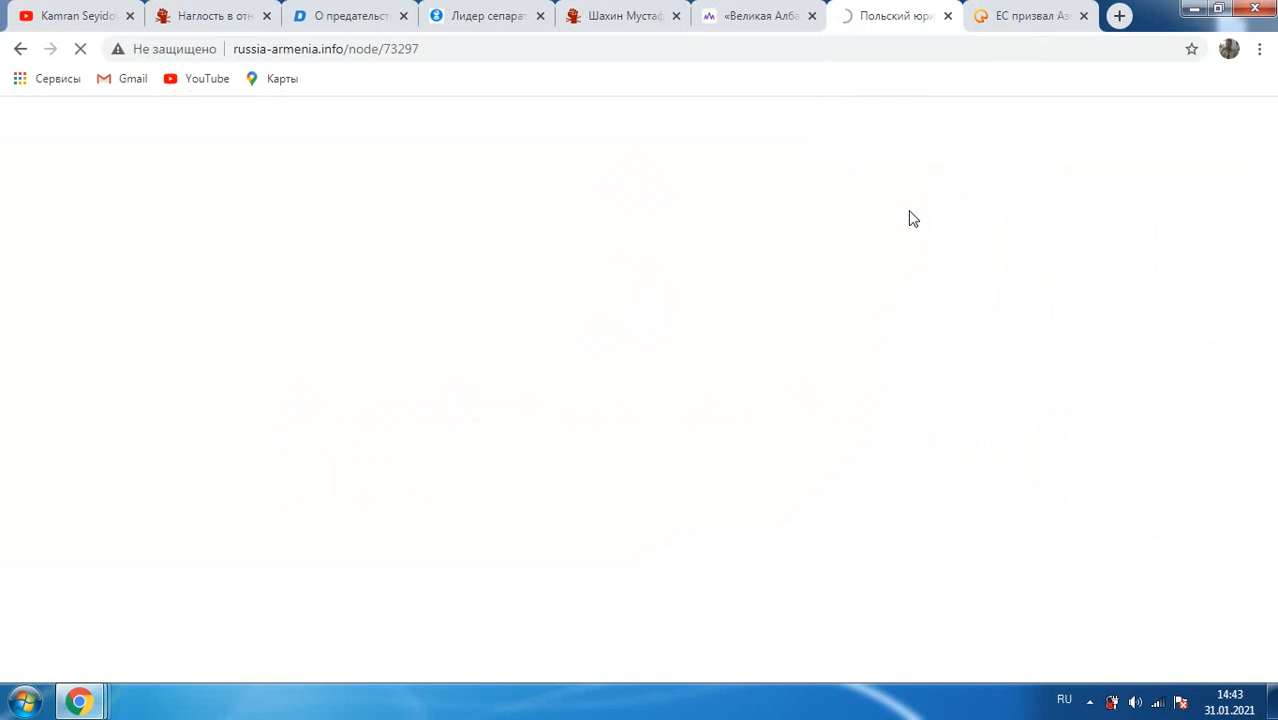 Kamran Seyido
Наглость в отн
О предательст
Лидер сепара
Шахин Мустаф
«Великая Алба
Польский юри
ЕС призвал Аз
Не защищено
russia-armenia.info/node/73297
Сервисы
Gmail
YouTube
Карты
RU
14:43
31.01.2021